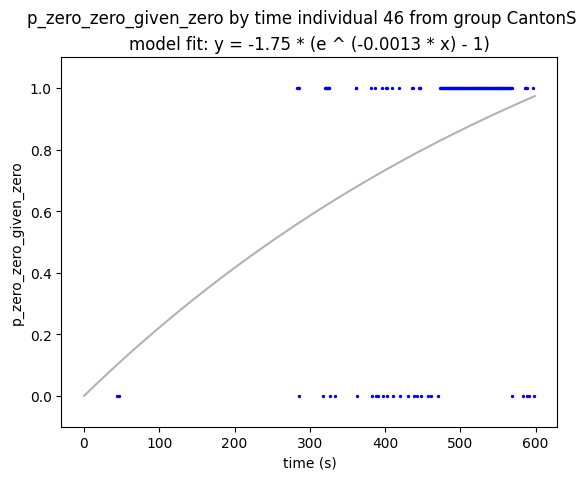 p_zero_zero_given_zero by time individual 46 from group CantonS
model fit: y = -1.75 * (e ^ (-0.0013 * x) - 1)
1.0
0.8
0.6
0.4
0.2
0.0
p_zero_zero_given_zero
0 100 200 300 400 500 600
time (s)